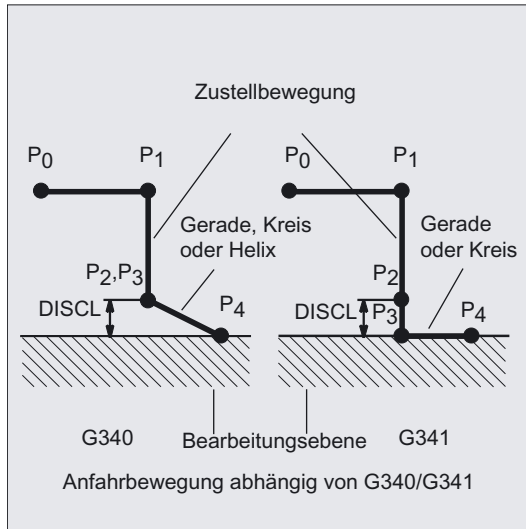 Zustellbewegung
P0 P1 P0 P1
Gerade, Kreis
oder Helix
Gerade
oder Kreis
P2,P3 P2
DISCL P4 DISCL P3 P4
G340 Bearbeitungsebene G341
Anfahrbewegung abhängig von G340/G341